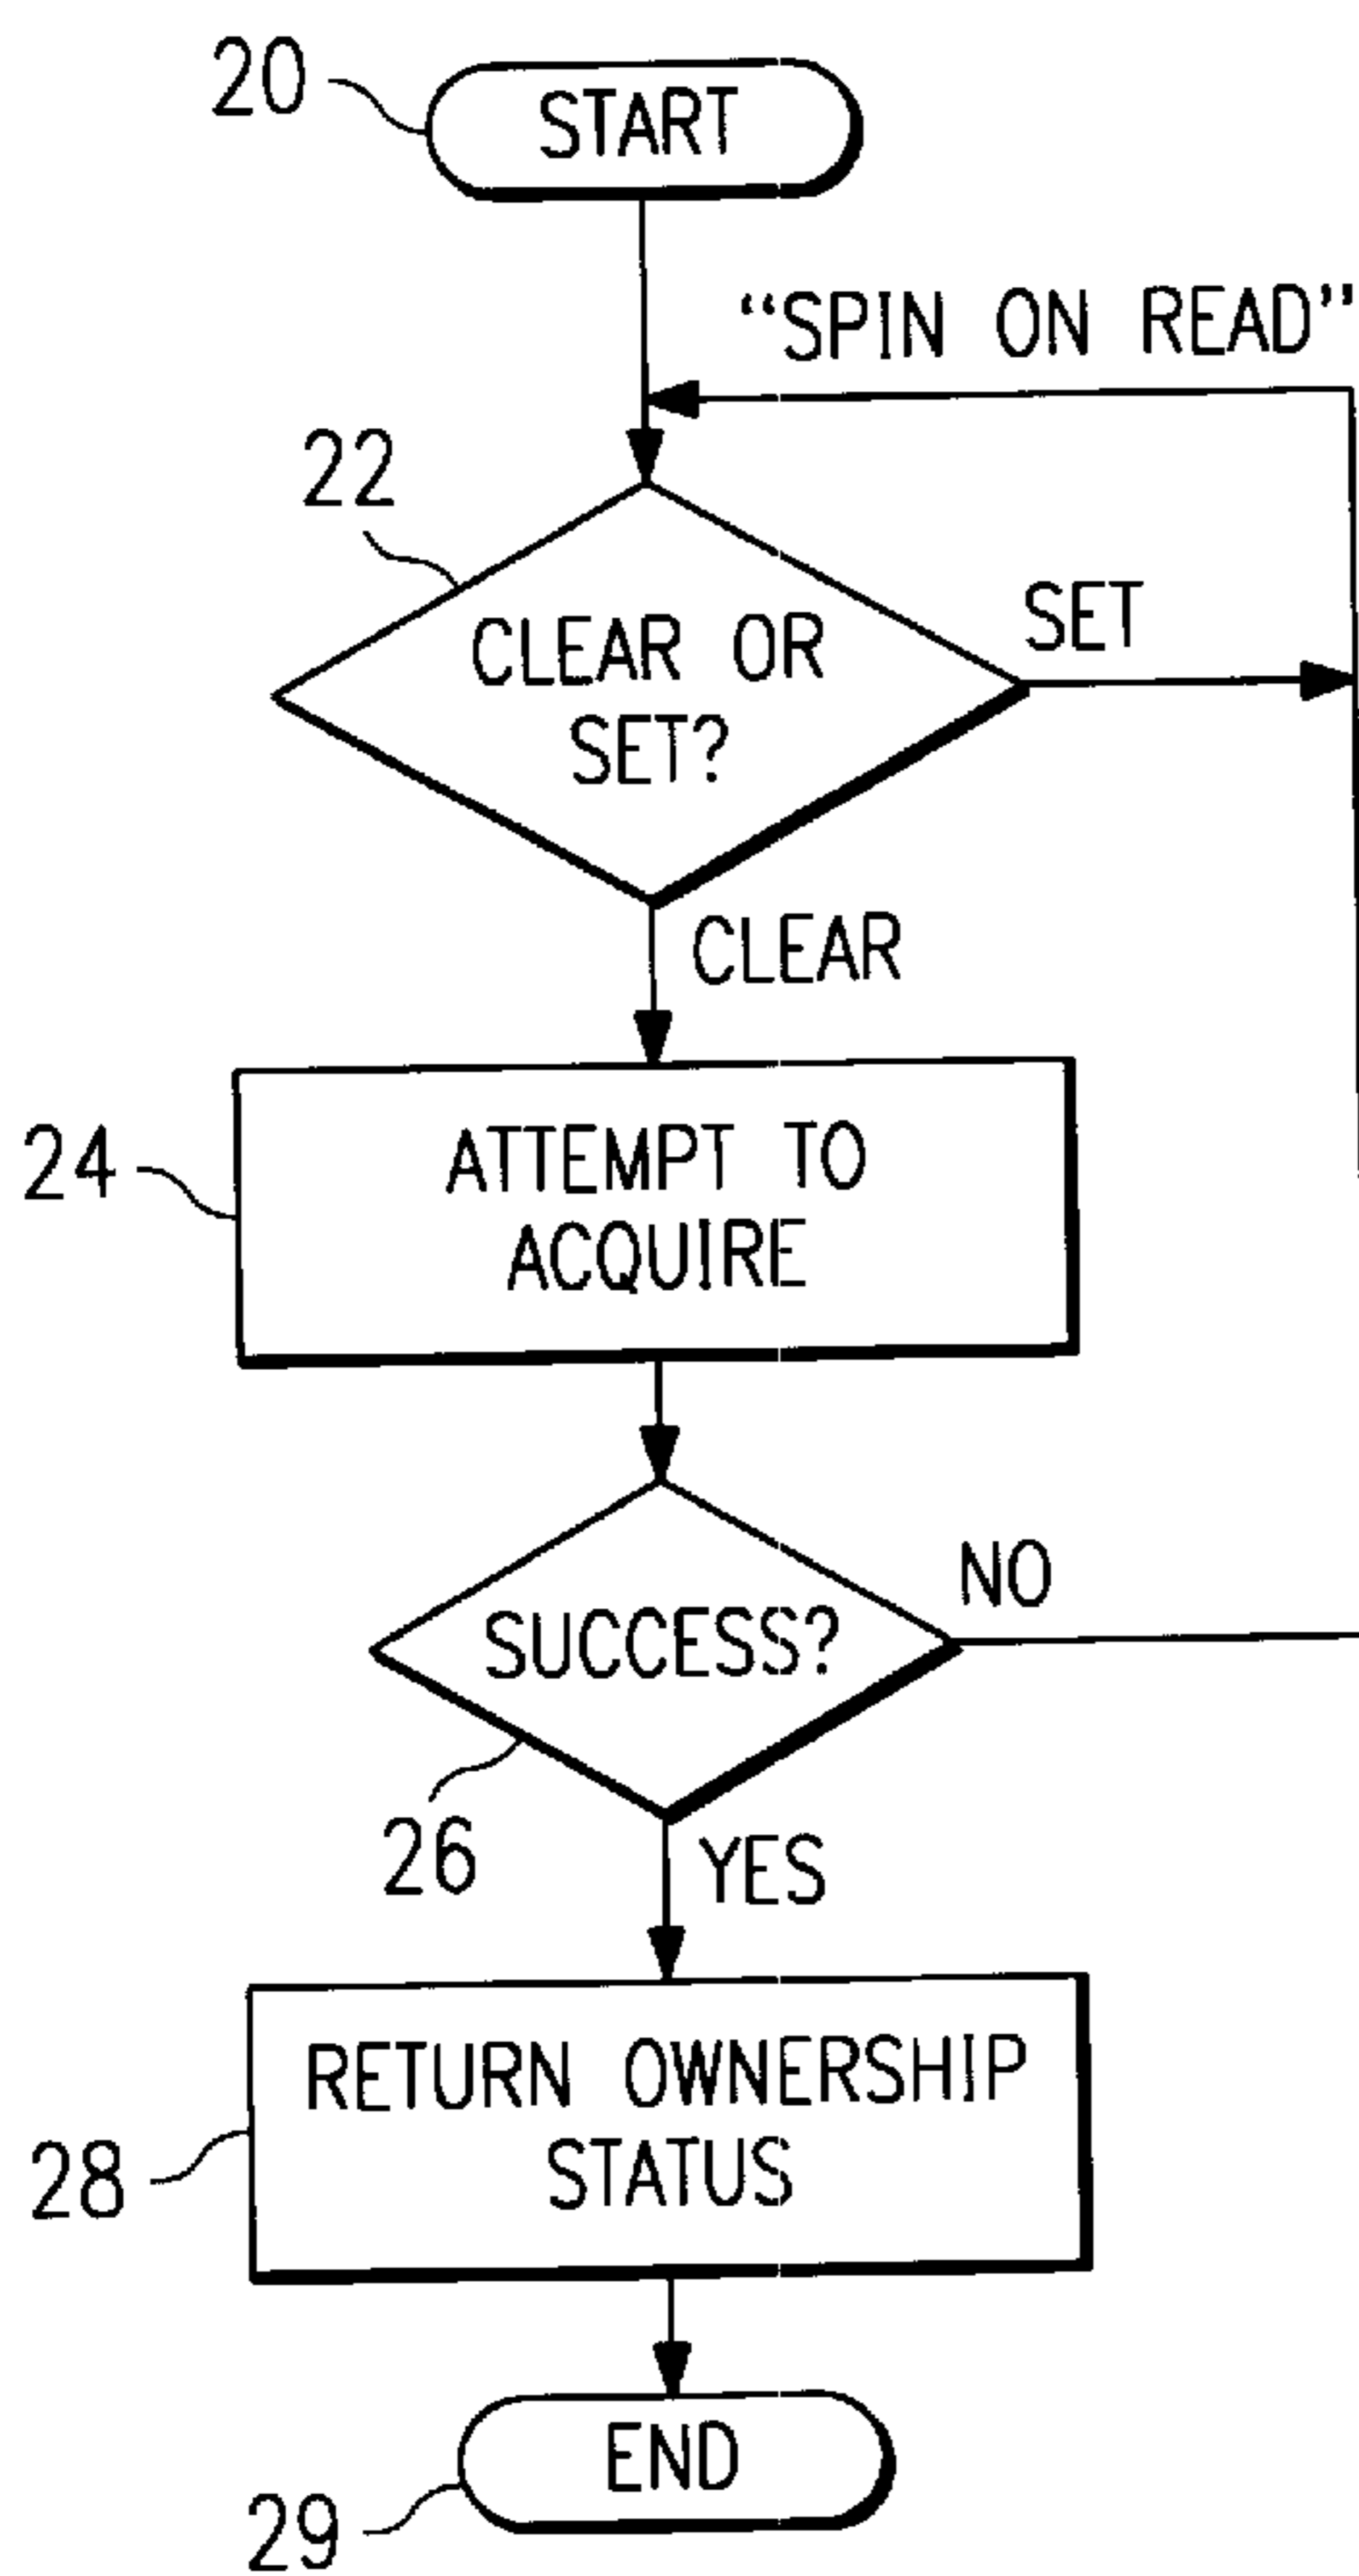 20
START
“SPIN ON READ”
22
CLEAR OR
SET?
SET
CLEAR
24
ATTEMPT TO
ACQUIRE
SUCCESS?
NO
26
YES
RETURN OWNERSHIP
STATUS
28
END
29